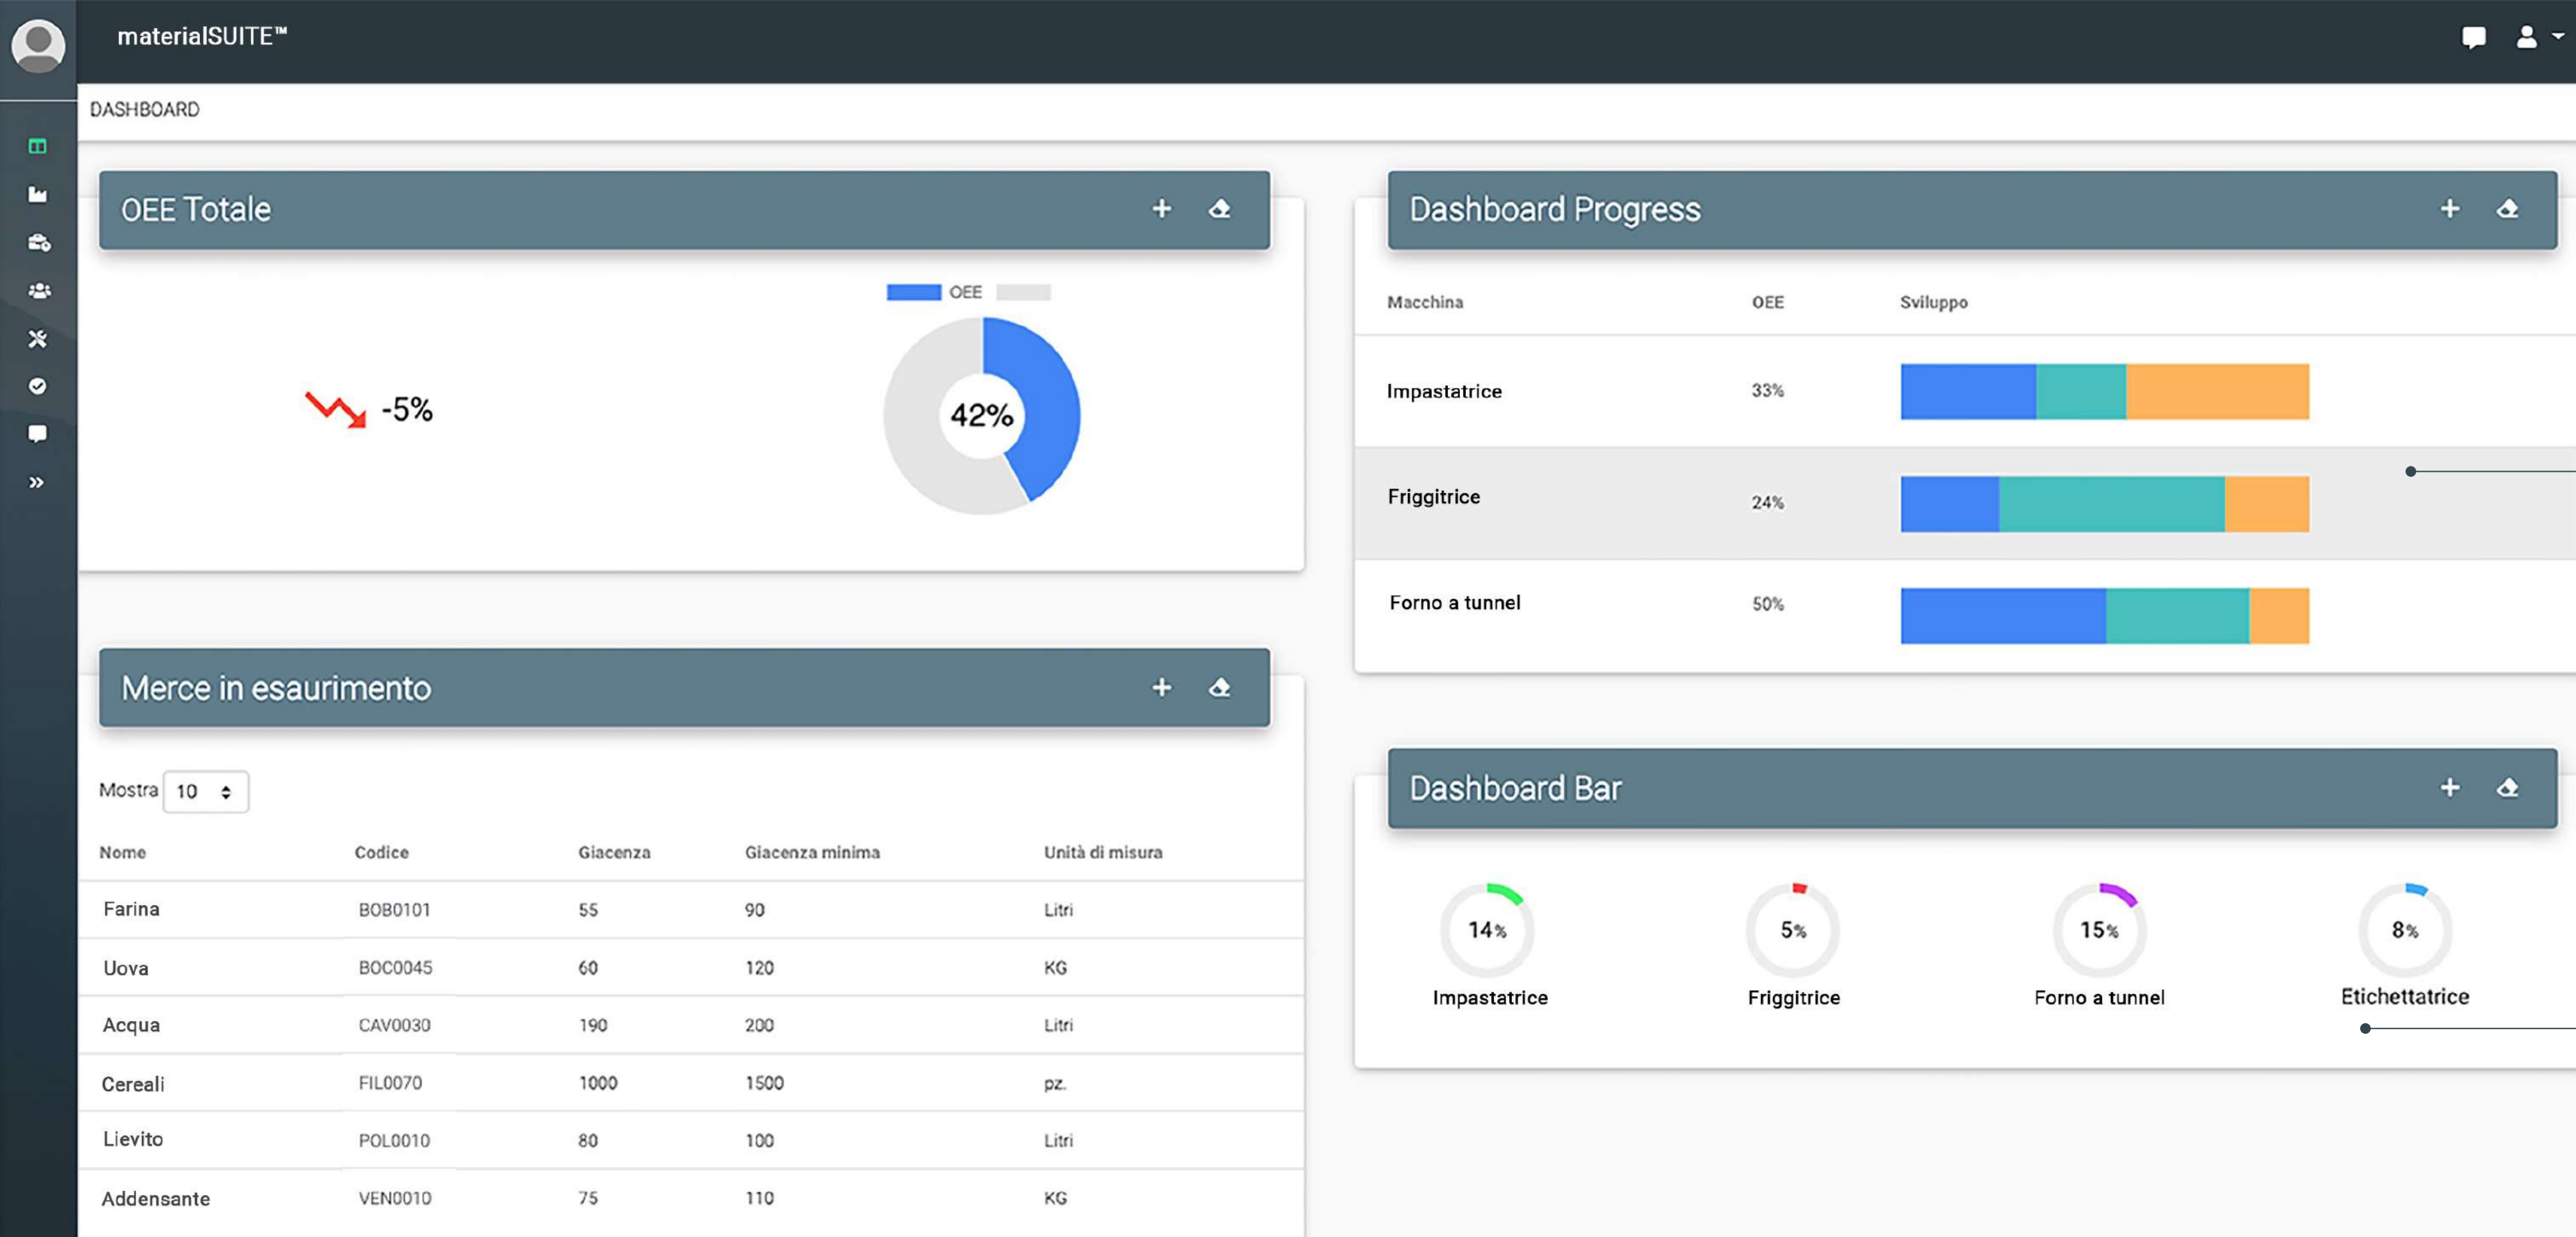 materialSUITE™
DASHBOARD
OEE Totale
OEE
-5%
42%
Dashboard Progress
Macchina OEE Sviluppo
Impastatrice 33%
Friggitrice 24%
Forno a tunnel 50%
Merce in esaurimento
Mostra 10
Nome Codice Giacenza Giacenza minima Unità di misura
Farina BOB0101 55 90 Litri
Uova BOC0045 60 120 KG
Acqua CAV0030 190 200 Litri
Cereali FIL0070 1000 1500 pz.
Lievito POL0010 80 100 Litri
Addensante VEN0010 75 110 KG
Dashboard Bar
14% 5% 15% 8%
Impastatrice Friggitrice Forno a tunnel Etichettatrice